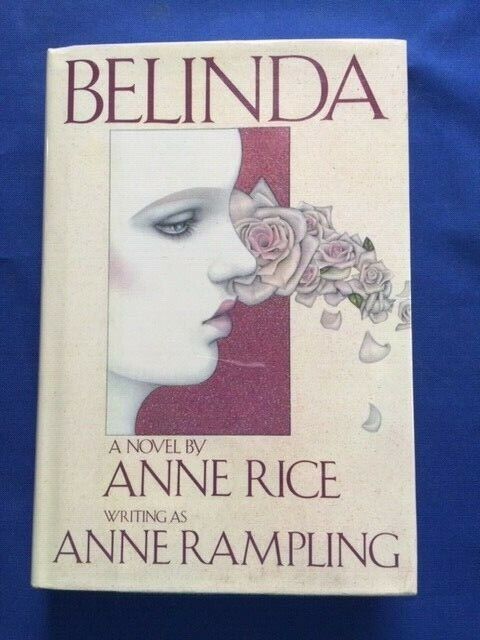 BELINDA
A NOVEL BY
ANNE RICE
WRITING AS
ANNE RAMPLING